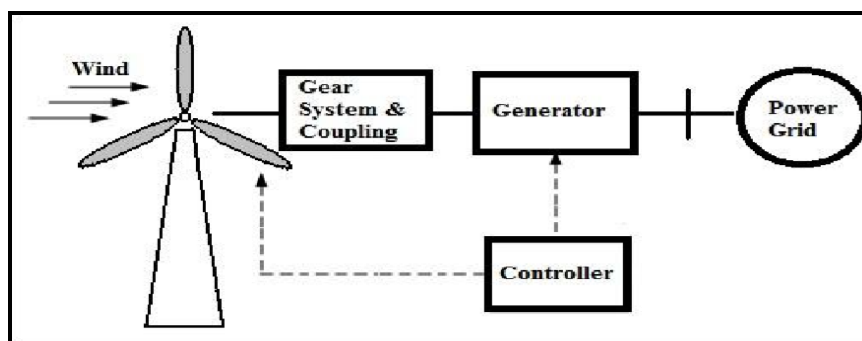 Wind
Gear
System &
Coupling
Generator
Power
Grid
Controller